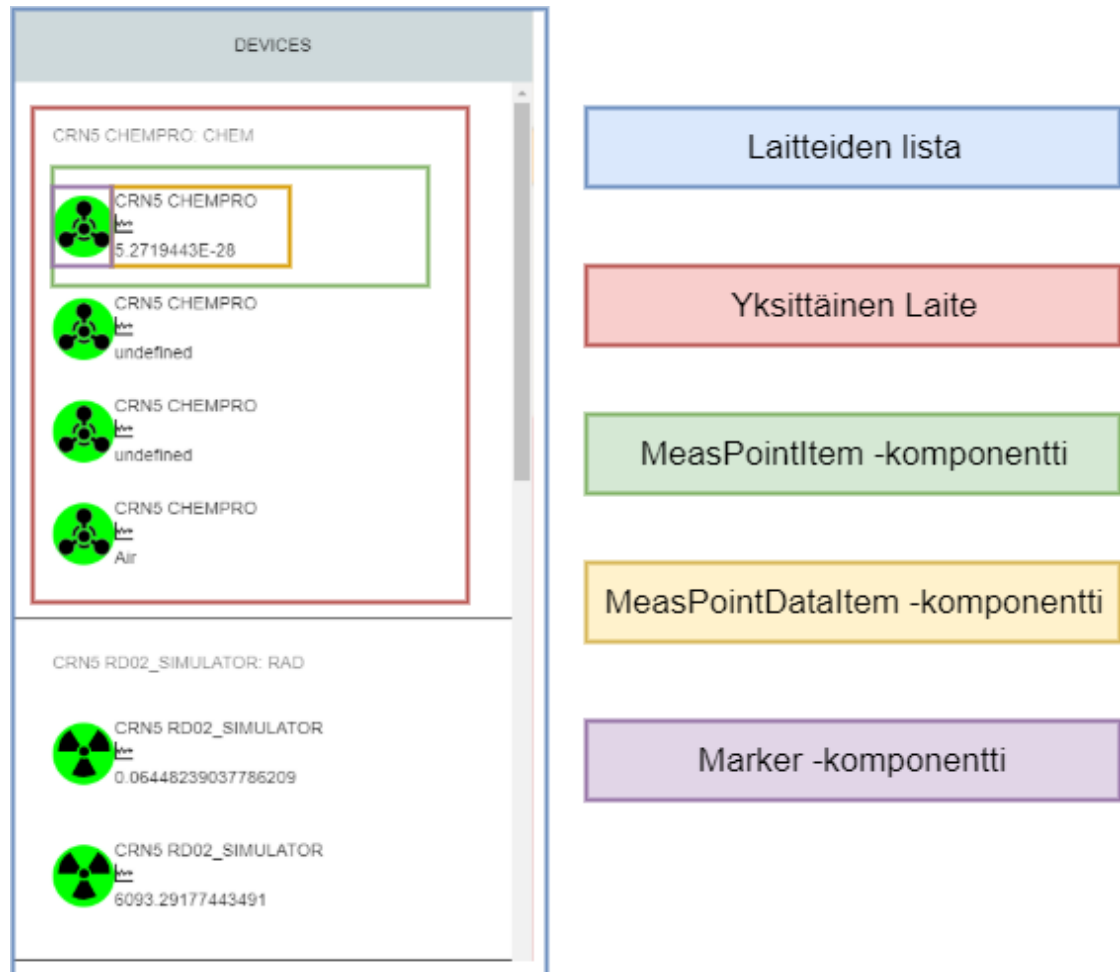 DEVICES
CRN5 CHEMPRO: CHEM
CRN5 CHEMPRO
5.2719443E-28
CRN5 CHEMPRO
undefined
CRN5 CHEMPRO
undefined
CRN5 CHEMPRO
Air
CRN5 RD02_SIMULATOR: RAD
CRN5 RD02_SIMULATOR
0.06448239037786209
CRN5 RD02_SIMULATOR
6093.29177443491
Laitteiden lista
Yksittäinen Laite
MeasPointItem -komponentti
MeasPointDataItem -komponentti
Marker -komponentti